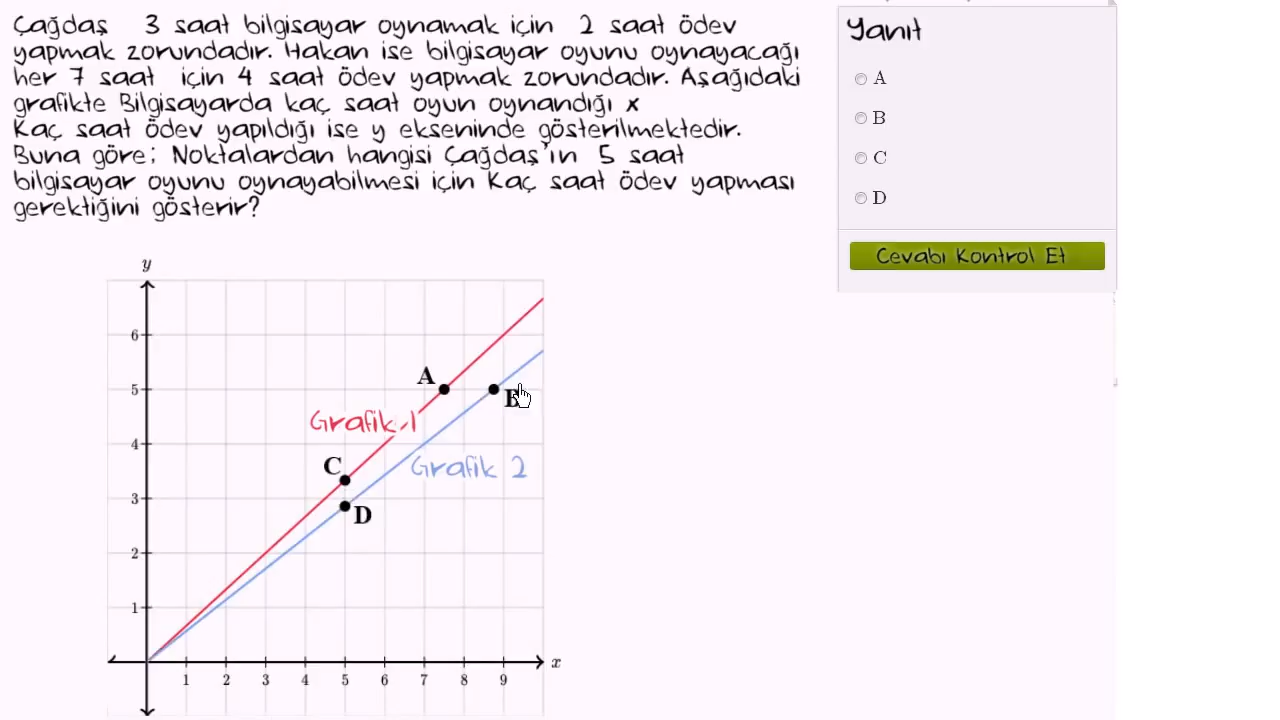 Çağdaş 3 saat bilgisayar oynamak için 2 saat ödev
yapmak zorundadır. Hakan ise bilgisayar oyunu oynayacağı
her 7 saat için 4 saat ödev yapmak zorundadır. Aşağıdaki
grafikte Bilgisayarda kaç saat oyun oynandığı x
Kaç saat ödev yapıldığı ise y ekseninde gösterilmektedir.
Buna göre; Noktalardan hangisi Çağdaş'ın 5 saat
bilgisayar oyunu oynayabilmesi için Kaç saat ödev yapması
gerektiğini gösterir?
Yanıt
A
B
C
D
Cevabı Kontrol Et
y
6
5
4
3
2
1
A
B
Grafik 1
Grafik 2
C
D
1 2 3 4 5 6 7 8 9
x